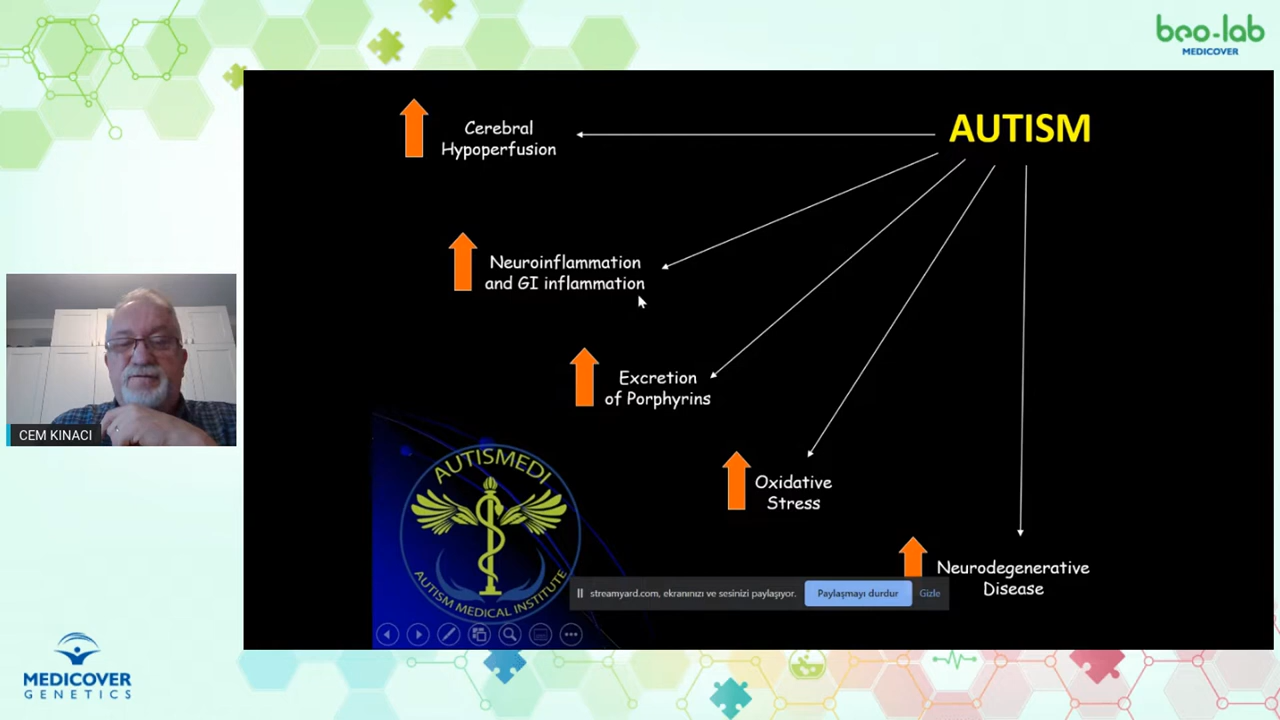 beo-lab
MEDICOVER
AUTISM
Cerebral
Hypoperfusion
Neuroinflammation
and GI inflammation
Excretion
of Porphyrins
Oxidative
Stress
Neurodegenerative
Disease
CEM KINACI
AUTISMEDI
AUTISM MEDICAL INSTITUTE
streamyard.com, ekranınızı ve sesinizi paylaşıyor.
Paylaşmayı durdur
Gizle
MEDICOVER
GENETICS